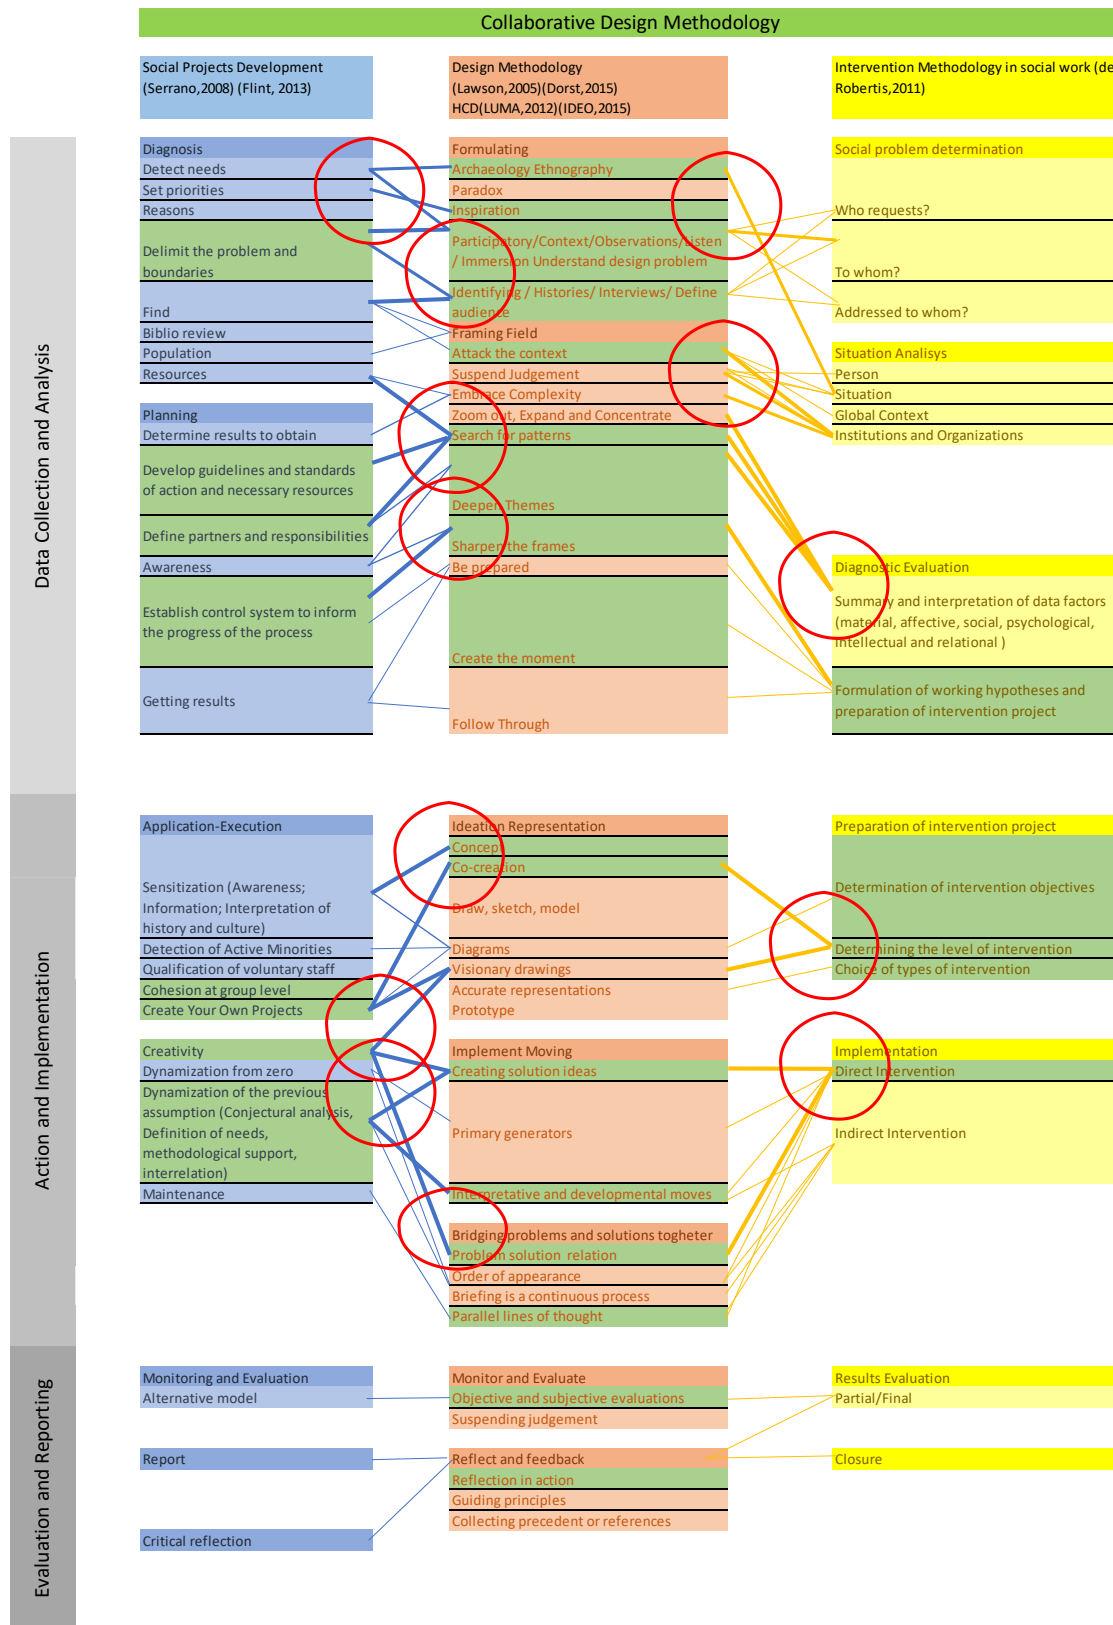 Collaborative Design Methodology
Social Projects Development
(Serrano,2008) (Flint, 2013)
Design Methodology
(Lawson,2005)(Dorst,2015)
HCD(LUMA,2012)(IDEO,2015)
Intervention Methodology in social work (de
Robertis,2011)
Data Collection and Analysis
Diagnosis
Detect needs
Set priorities
Reasons
Delimit the problem and
boundaries
Find
Biblio review
Population
Resources
Planning
Determine results to obtain
Develop guidelines and standards
of action and necessary resources
Define partners and responsibilities
Awareness
Establish control system to inform
the progress of the process
Getting results
Formulating
Archaeology Ethnography
Paradox
Inspiration
Participatory/Context/Observations/Listen
/ Immersion Understand design problem
Identifying / Histories/ Interviews/ Define
audience
Framing Field
Attack the context
Suspend Judgement
Embrace Complexity
Zoom out, Expand and Concentrate
Search for patterns
Deepen Themes
Sharpen the frames
Be prepared
Create the moment
Follow Through
Social problem determination
Who requests?
To whom?
Addressed to whom?
Situation Analisys
Person
Situation
Global Context
Institutions and Organizations
Diagnostic Evaluation
Summary and interpretation of data factors
(material, affective, social, psychological,
intellectual and relational )
Formulation of working hypotheses and
preparation of intervention project
Action and Implementation
Application-Execution
Sensitization (Awareness;
Information; Interpretation of
history and culture)
Detection of Active Minorities
Qualification of voluntary staff
Cohesion at group level
Create Your Own Projects
Creativity
Dynamization from zero
Dynamization of the previous
assumption (Conjectural analysis,
Definition of needs,
methodological support,
interrelation)
Maintenance
Ideation Representation
Concept
Co-creation
Draw, sketch, model
Diagrams
Visionary drawings
Accurate representations
Prototype
Implement Moving
Creating solution ideas
Primary generators
Interpretative and developmental moves
Bridging problems and solutions togheter
Problem solution relation
Order of appearance
Briefing is a continuous process
Parallel lines of thought
Preparation of intervention project
Determination of intervention objectives
Determining the level of intervention
Choice of types of intervention
Implementation
Direct Intervention
Indirect Intervention
Evaluation and Reporting
Monitoring and Evaluation
Alternative model
Report
Critical reflection
Monitor and Evaluate
Objective and subjective evaluations
Suspending judgement
Reflect and feedback
Reflection in action
Guiding principles
Collecting precedent or references
Results Evaluation
Partial/Final
Closure